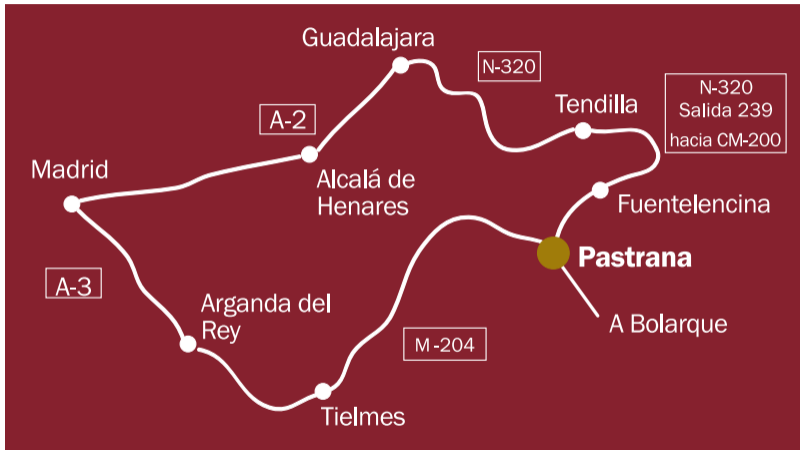 Guadalajara
N-320
N-320
Salida 239
hacia CM-200
Tendilla
A-2
Madrid
Alcalá de
Henares
Fuentelencina
Pastrana
A-3
Arganda del
Rey
A Bolarque
M-204
Tielmes